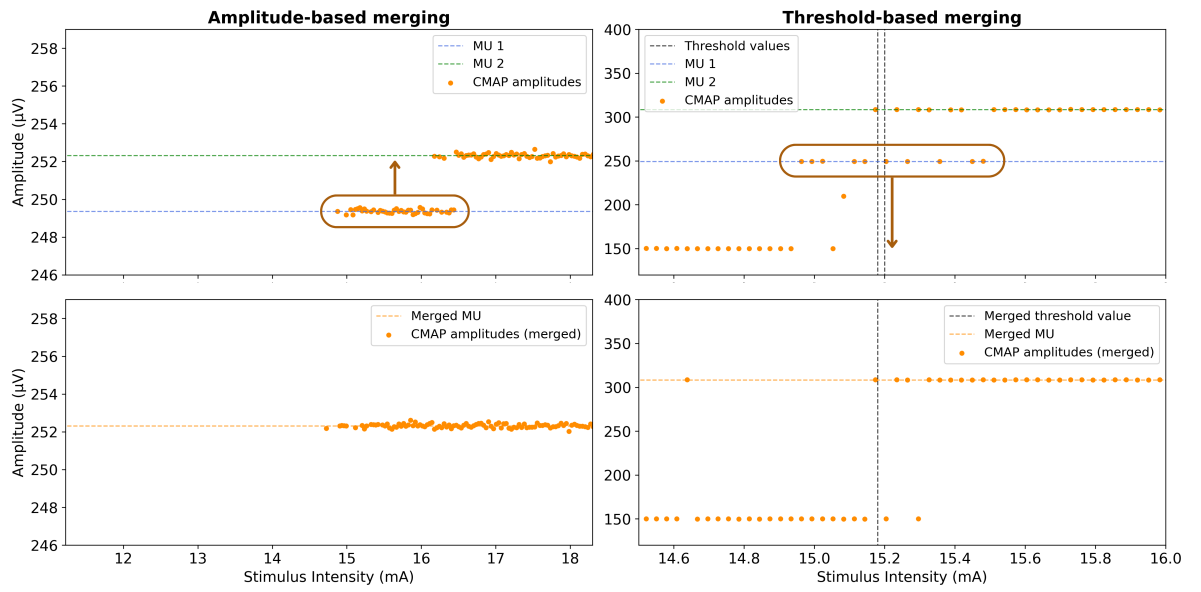 Amplitude-based merging
Threshold-based merging
258
256
254
252
250
248
246
Amplitude (µV)
MU 1
MU 2
CMAP amplitudes
400
350
300
250
200
150
Threshold values
MU 1
MU 2
CMAP amplitudes
258
256
254
252
250
248
246
Amplitude (µV)
Merged MU
CMAP amplitudes (merged)
12 13 14 15 16 17 18
Stimulus Intensity (mA)
400
350
300
250
200
150
Merged threshold value
Merged MU
CMAP amplitudes (merged)
14.6 14.8 15.0 15.2 15.4 15.6 15.8 16.0
Stimulus Intensity (mA)